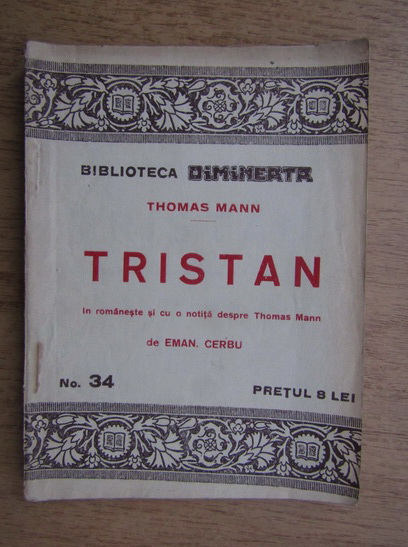 BIBLIOTECA DIMINEAȚA
THOMAS MANN
TRISTAN
In românește și cu o notiță despre Thomas Mann
de EMAN. CERBU
No. 34
PREȚUL 8 LEI